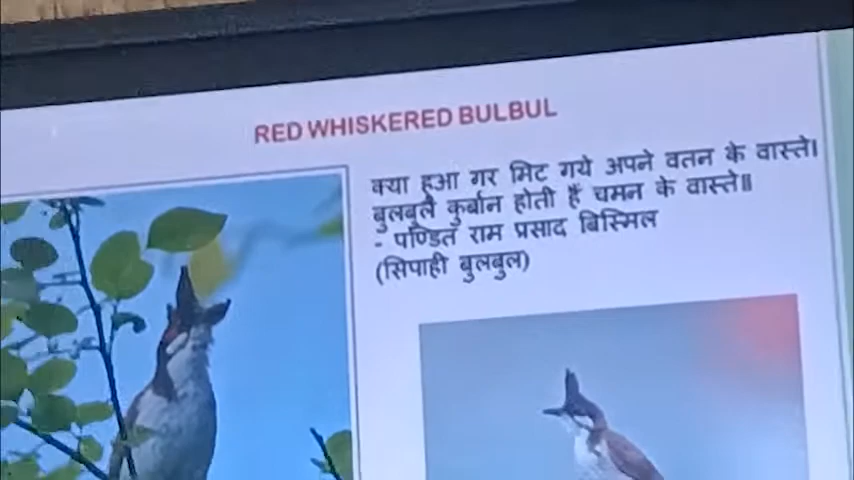 RED WHISKERED BULBUL
क्या हुआ गर मिट गये अपने वतन के वास्ते।
बुलबुलें कुर्बान होती हैं चमन के वास्ते॥
- पण्डित राम प्रसाद बिस्मिल
(सिपाही बुलबुल)